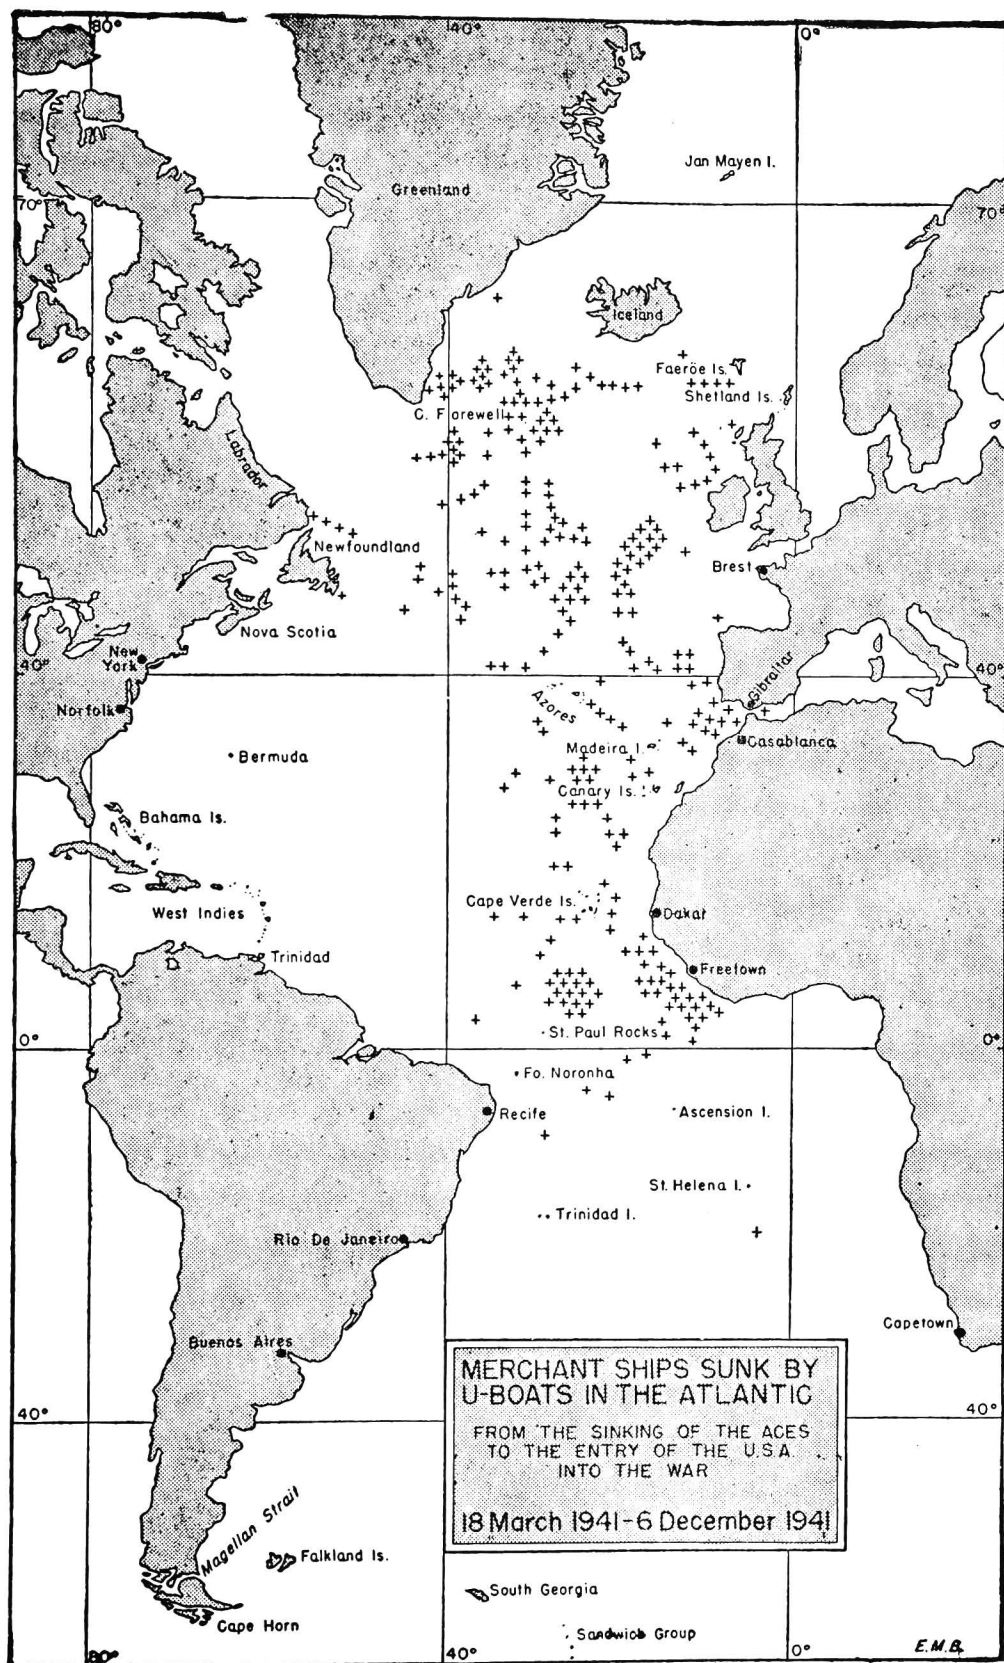 80°
40°
0°
Jan Mayen I.
Greenland
70°
70°
Iceland
Faeröe Is.
Shetland Is.
C. Farewell
Labrador
Newfoundland
Brest
Nova Scotia
New
York
40°
40°
Gibraltar
Norfolk
Azores
Madeira I.
Casablanca
Bermuda
Canary Is.
Bahama Is.
Cape Verde Is.
West Indies
Dakar
Trinidad
Freetown
St. Paul Rocks
0°
0°
Fo. Noronha
Recife
Ascension I.
St. Helena I.
Trinidad I.
Rio De Janeiro
Capetown
Buenos Aires
MERCHANT SHIPS SUNK BY
U-BOATS IN THE ATLANTIC
FROM THE SINKING OF THE ACES
TO THE ENTRY OF THE U.S.A.
INTO THE WAR
18 March 1941-6 December 1941
40°
40°
Magellan Strait
Falkland Is.
South Georgia
Cape Horn
Sandwich Group
80°
40°
0°
E.M.B.